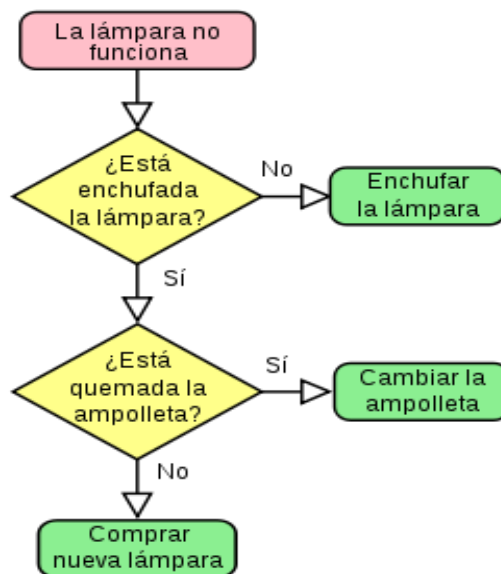 La lámpara no
funciona
¿Está
enchufada
la lámpara?
No
Enchufar
la lámpara
Sí
¿Está
quemada la
ampolleta?
Sí
Cambiar la
ampolleta
No
Comprar
nueva lámpara